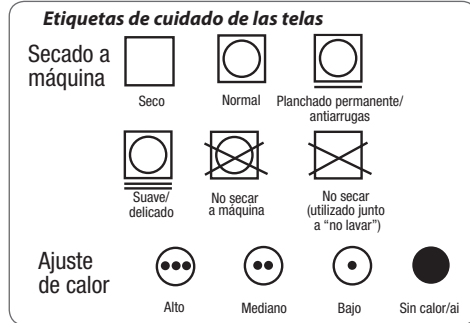 Etiquetas de cuidado de las telas
Secado a
máquina
Seco
Normal
Planchado permanente/
antiarrugas
Suave/
delicado
No secar
a máquina
No secar
(utilizado junto
a “no lavar”)
Ajuste
de calor
Alto
Mediano
Bajo
Sin calor/ai